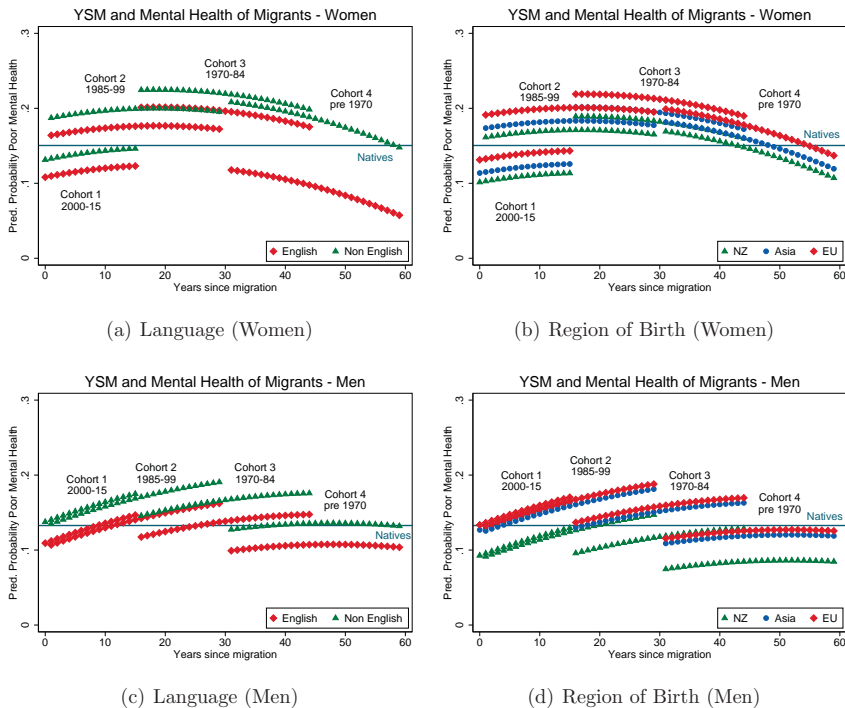 YSM and Mental Health of Migrants - Women
Pred. Probability Poor Mental Health
0
.1
.2
.3
Cohort 1
2000-15
Cohort 2
1985-99
Cohort 3
1970-84
Cohort 4
pre 1970
Natives
English
Non English
0
10
20
30
40
50
60
Years since migration
(a) Language (Women)
YSM and Mental Health of Migrants - Women
Pred. Probability Poor Mental Health
0
.1
.2
.3
Cohort 1
2000-15
Cohort 2
1985-99
Cohort 3
1970-84
Cohort 4
pre 1970
Natives
NZ
Asia
EU
0
10
20
30
40
50
60
Years since migration
(b) Region of Birth (Women)
YSM and Mental Health of Migrants - Men
Pred. Probability Poor Mental Health
0
.1
.2
.3
Cohort 1
2000-15
Cohort 2
1985-99
Cohort 3
1970-84
Cohort 4
pre 1970
Natives
English
Non English
0
10
20
30
40
50
60
Years since migration
(c) Language (Men)
YSM and Mental Health of Migrants - Men
Pred. Probability Poor Mental Health
0
.1
.2
.3
Cohort 1
2000-15
Cohort 2
1985-99
Cohort 3
1970-84
Cohort 4
pre 1970
Natives
NZ
Asia
EU
0
10
20
30
40
50
60
Years since migration
(d) Region of Birth (Men)